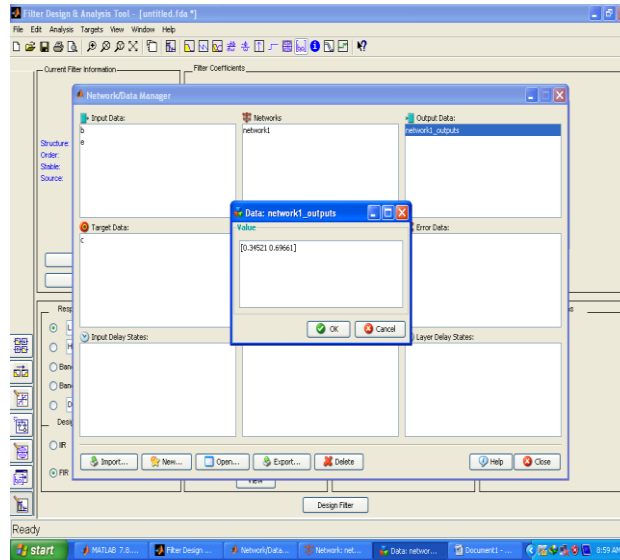 Filter Design & Analysis Tool - [untitled.fda *]
File Edit Analysis Targets View Window Help
Current Filter Information
Filter Coefficients
Structure:
Order:
Stable:
Source:
Network/Data Manager
Input Data:
b
e
Networks
network1
Output Data:
network1_outputs
Target Data:
c
Error Data:
Data: network1_outputs
Value
[0.34521 0.69661]
OK
Cancel
Input Delay States:
Layer Delay States:
Import...
New...
Open...
Export...
Delete
Help
Close
IIR
FIR
View
Design Filter
Ready
start
MATLAB 7.8....
Filter Design ...
Network/Data...
Network: net...
Data: networ...
Document1 - ...
8:59 AM